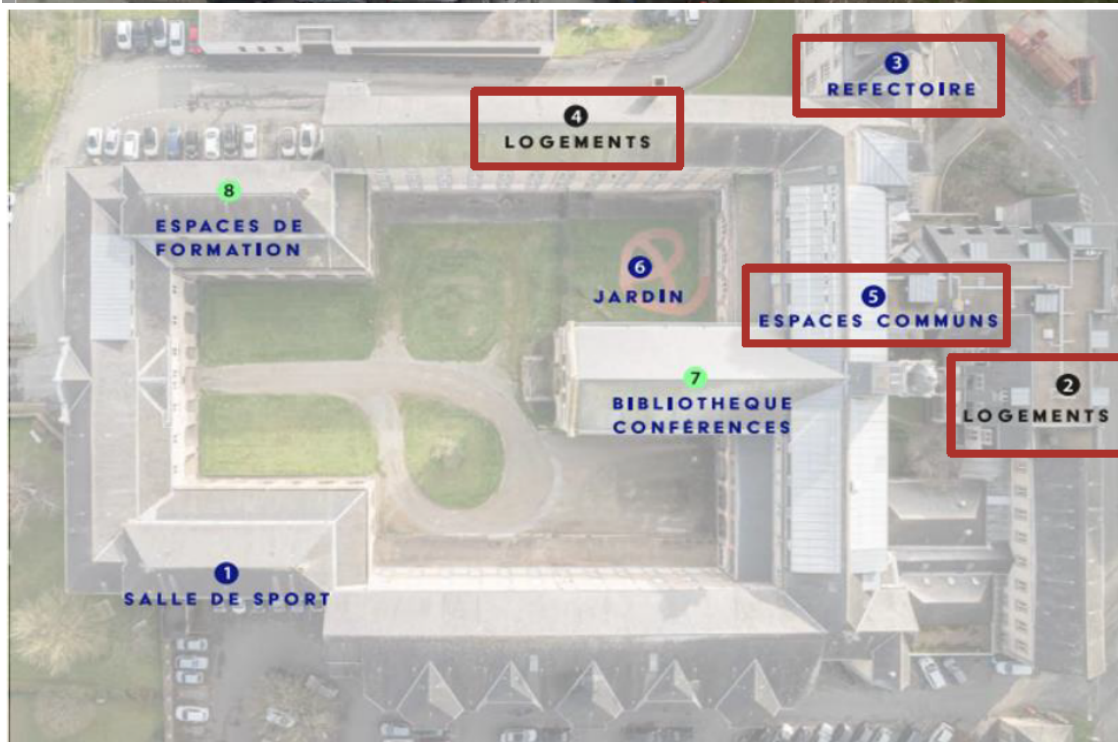 3
REFECTOIRE
4
LOGEMENTS
8
ESPACES DE
FORMATION
6
JARDIN
5
ESPACES COMMUNS
7
BIBLIOTHEQUE
CONFÉRENCES
2
LOGEMENTS
1
SALLE DE SPORT